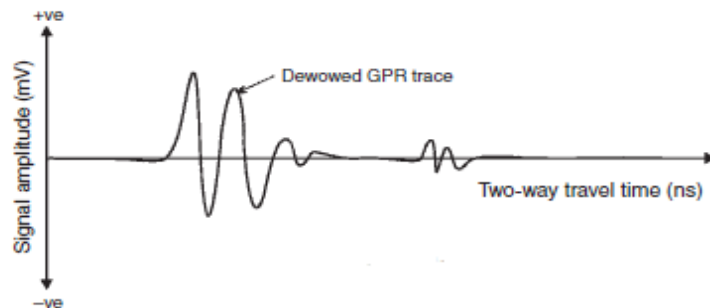 +ve
Dewowed GPR trace
Signal amplitude (mV)
Two-way travel time (ns)
–ve